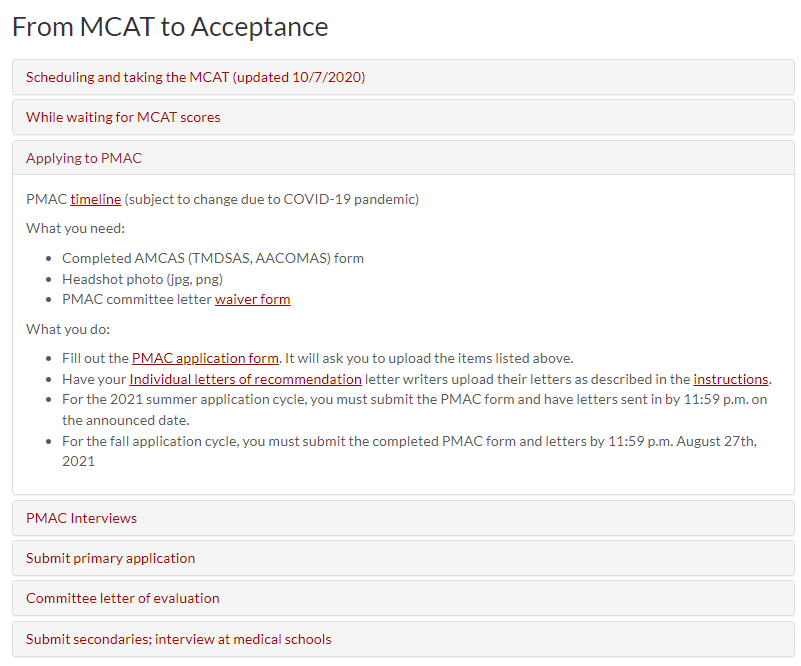 From MCAT to Acceptance
Scheduling and taking the MCAT (updated 10/7/2020)
While waiting for MCAT scores
Applying to PMAC
PMAC timeline (subject to change due to COVID-19 pandemic)
What you need:
• Completed AMCAS (TMDSAS, AACOMAS) form
• Headshot photo (jpg, png)
• PMAC committee letter waiver form
What you do:
• Fill out the PMAC application form. It will ask you to upload the items listed above.
• Have your Individual letters of recommendation letter writers upload their letters as described in the instructions.
• For the 2021 summer application cycle, you must submit the PMAC form and have letters sent in by 11:59 p.m. on
the announced date.
• For the fall application cycle, you must submit the completed PMAC form and letters by 11:59 p.m. August 27th,
2021
PMAC Interviews
Submit primary application
Committee letter of evaluation
Submit secondaries; interview at medical schools